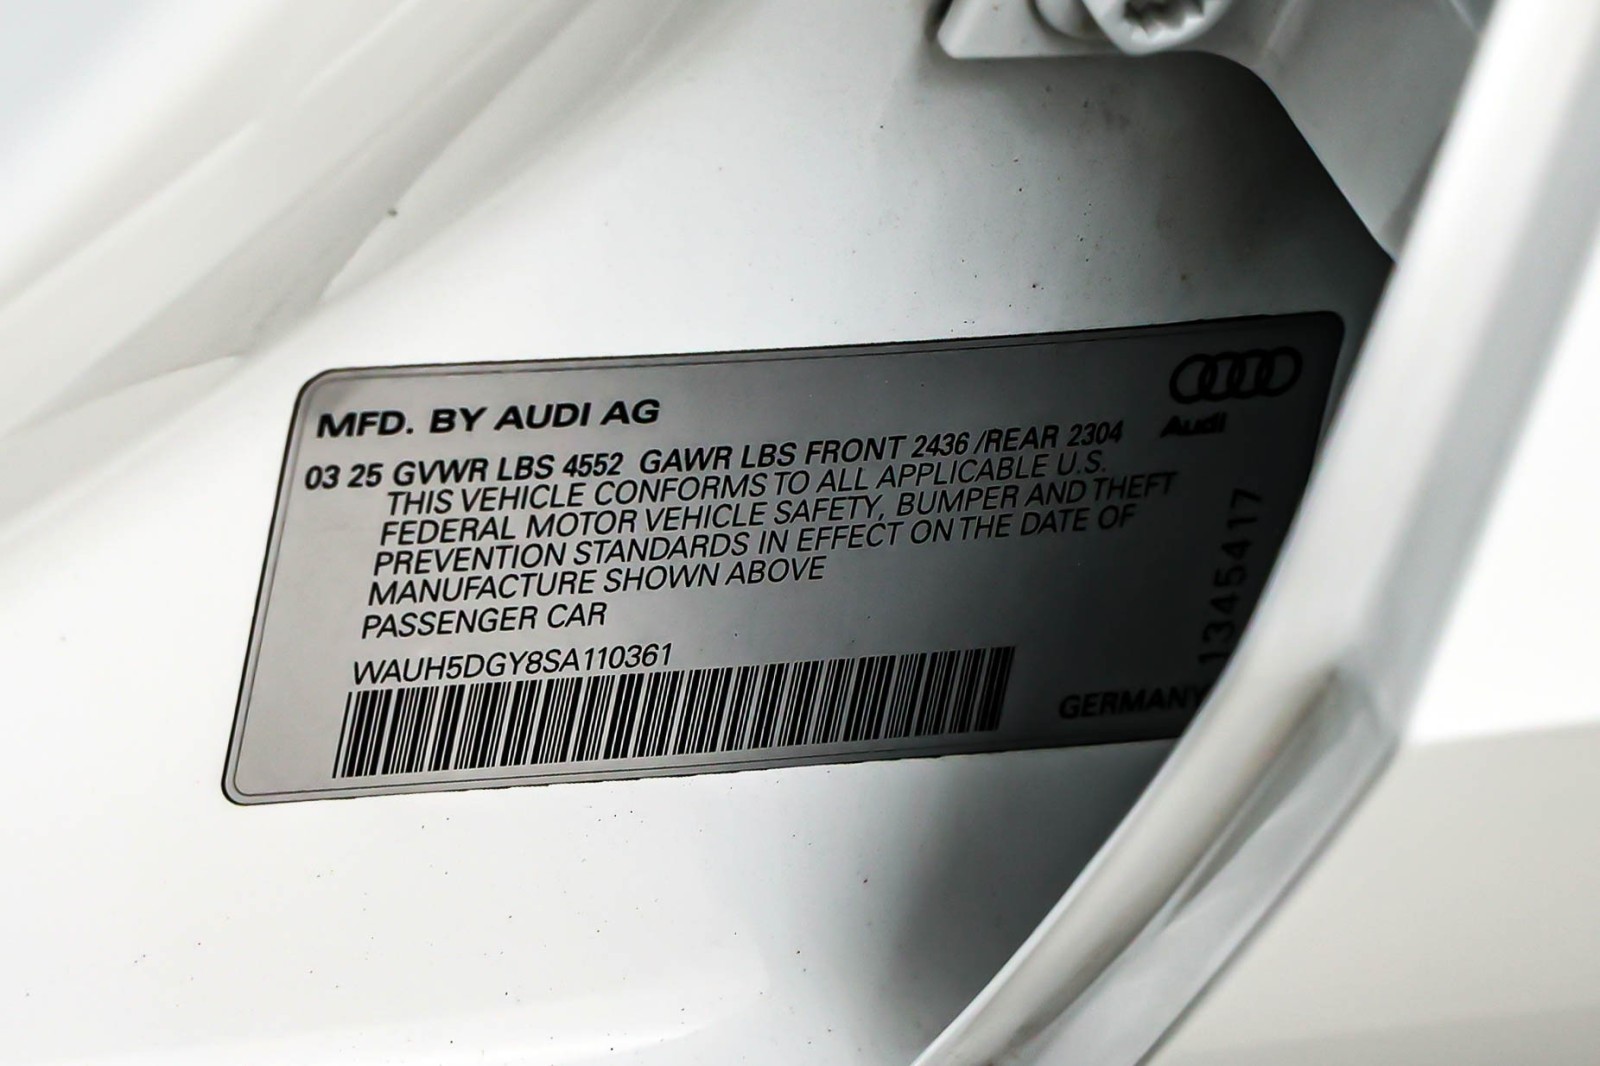 MFD. BY AUDI AG
Audi
03 25 GVWR LBS 4552 GAWR LBS FRONT 2436 /REAR 2304
THIS VEHICLE CONFORMS TO ALL APPLICABLE U.S.
FEDERAL MOTOR VEHICLE SAFETY, BUMPER AND THEFT
PREVENTION STANDARDS IN EFFECT ON THE DATE OF
MANUFACTURE SHOWN ABOVE
PASSENGER CAR
WAUH5DGY8SA110361
GERMANY
1345417